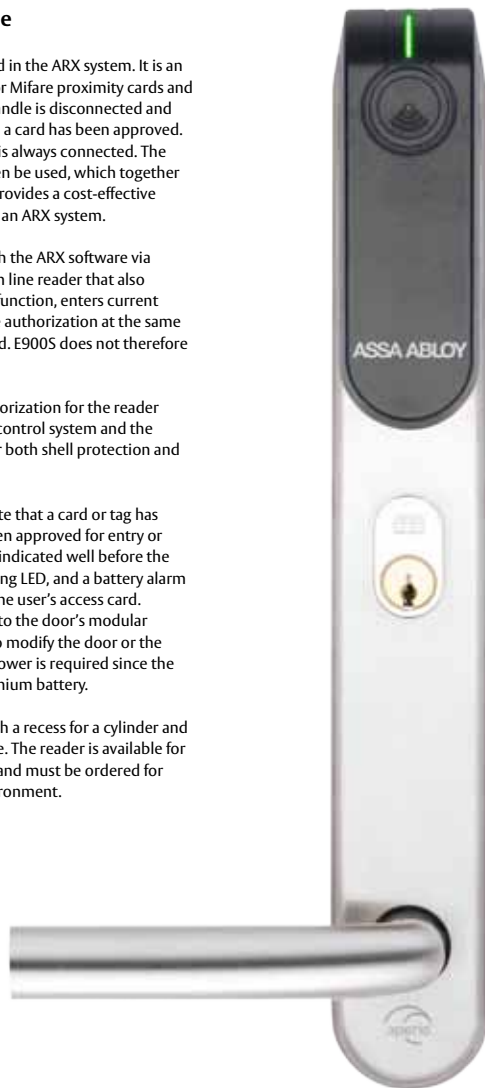 e
d in the ARX system. It is an
or Mifare proximity cards and
andle is disconnected and
a card has been approved.
is always connected. The
en be used, which together
rovides a cost-effective
an ARX system.
h the ARX software via
n line reader that also
function, enters current
e authorization at the same
d. E900S does not therefore
orization for the reader
control system and the
r both shell protection and
te that a card or tag has
en approved for entry or
indicated well before the
ng LED, and a battery alarm
he user's access card.
to the door's modular
o modify the door or the
ower is required since the
nium battery.
h a recess for a cylinder and
e. The reader is available for
and must be ordered for
ironment.
ASSA ABLOY
aperio